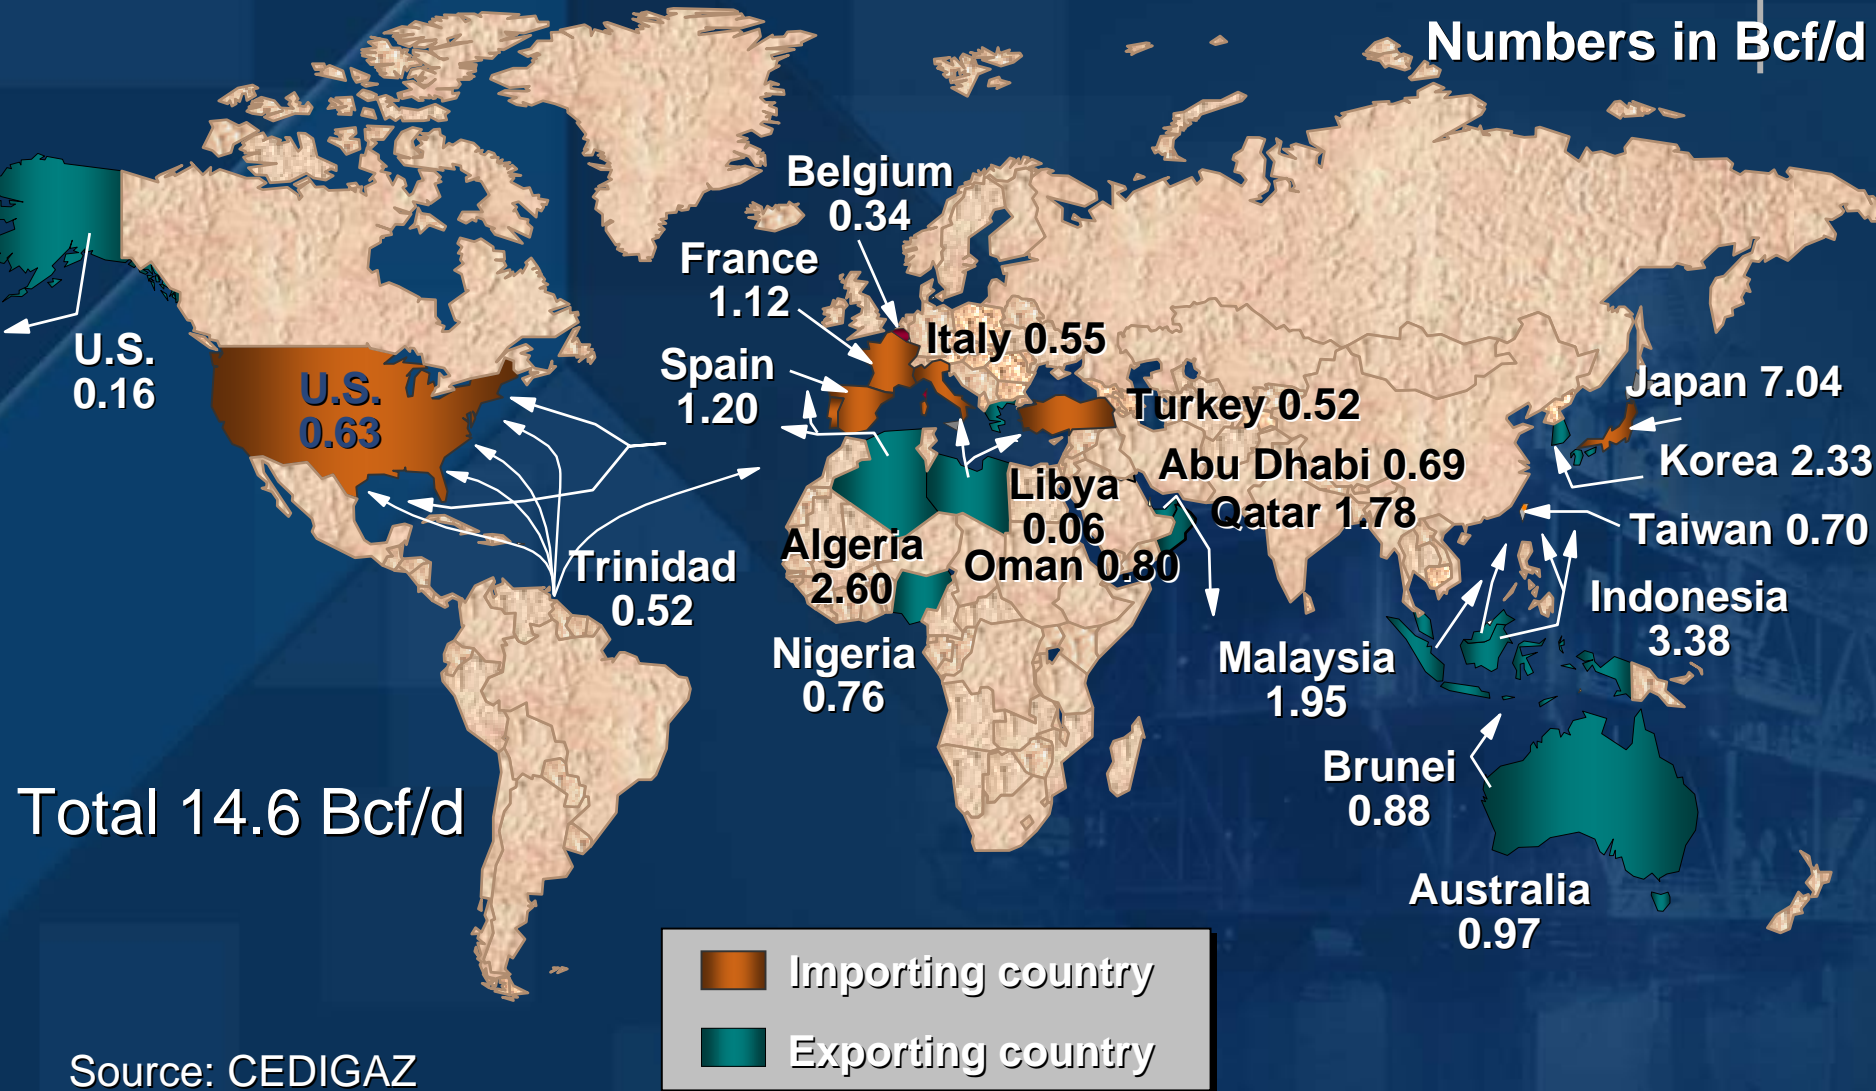 Numbers in Bcf/d
Belgium
0.34
France
1.12
Italy 0.55
U.S.
0.16
U.S.
0.63
Spain
1.20
Turkey 0.52
Japan 7.04
Korea 2.33
Abu Dhabi 0.69
Qatar 1.78
Libya
0.06
Taiwan 0.70
Algeria
2.60
Oman 0.80
Trinidad
0.52
Indonesia
3.38
Nigeria
0.76
Malaysia
1.95
Brunei
0.88
Total 14.6 Bcf/d
Australia
0.97
Importing country
Exporting country
Source: CEDIGAZ